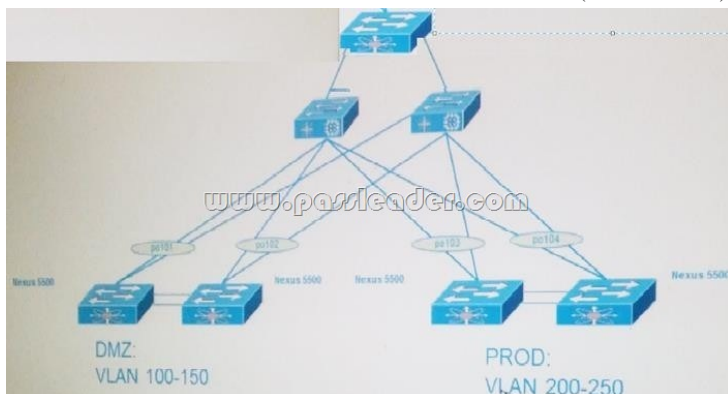 www.passleader.com
po101
po102
po103
po104
Nexus 5500
Nexus 5500
Nexus 5500
Nexus 5500
DMZ:
VLAN 100-150
PROD:
VLAN 200-250